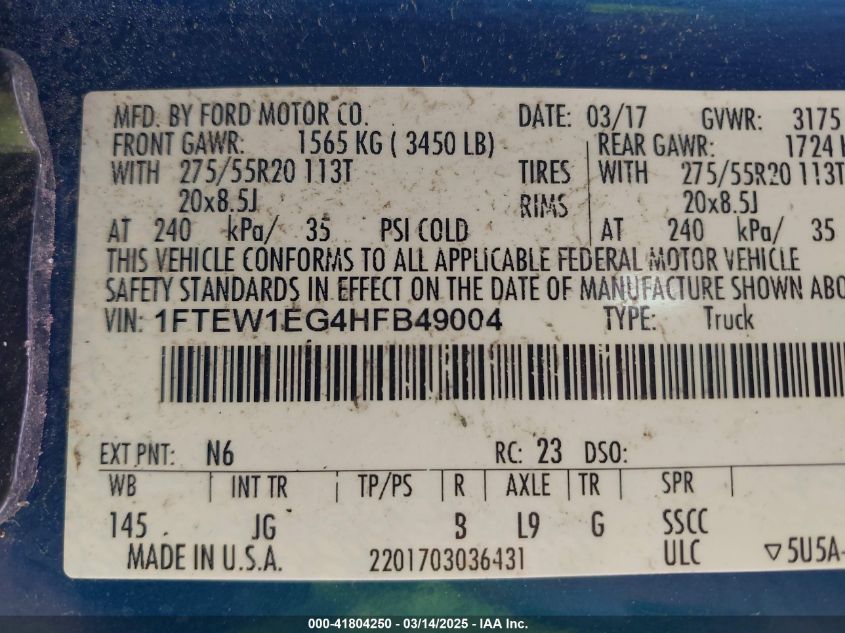 MFD. BY FORD MOTOR CO. DATE: 03/17 GVWR: 3175
FRONT GAWR: 1565 KG ( 3450 LB) REAR GAWR: 1724
WITH 275/55R20 113T TIRES WITH 275/55R20 113T
20x8.5J RIMS 20x8.5J
AT 240 kPa/ 35 PSI COLD AT 240 kPa/ 35
THIS VEHICLE CONFORMS TO ALL APPLICABLE FEDERAL MOTOR VEHICLE
SAFETY STANDARDS IN EFFECT ON THE DATE OF MANUFACTURE SHOWN ABO
VIN: 1FTEW1EG4HFB49004 TYPE: Truck
EXT PNT: N6 RC: 23 DSO:
WB INT TR TP/PS R AXLE TR SPR
145 JG B L9 G SSCC
MADE IN U.S.A. 2201703036431 ULC ▽5U5A-
000-41804250 - 03/14/2025 - IAA Inc.